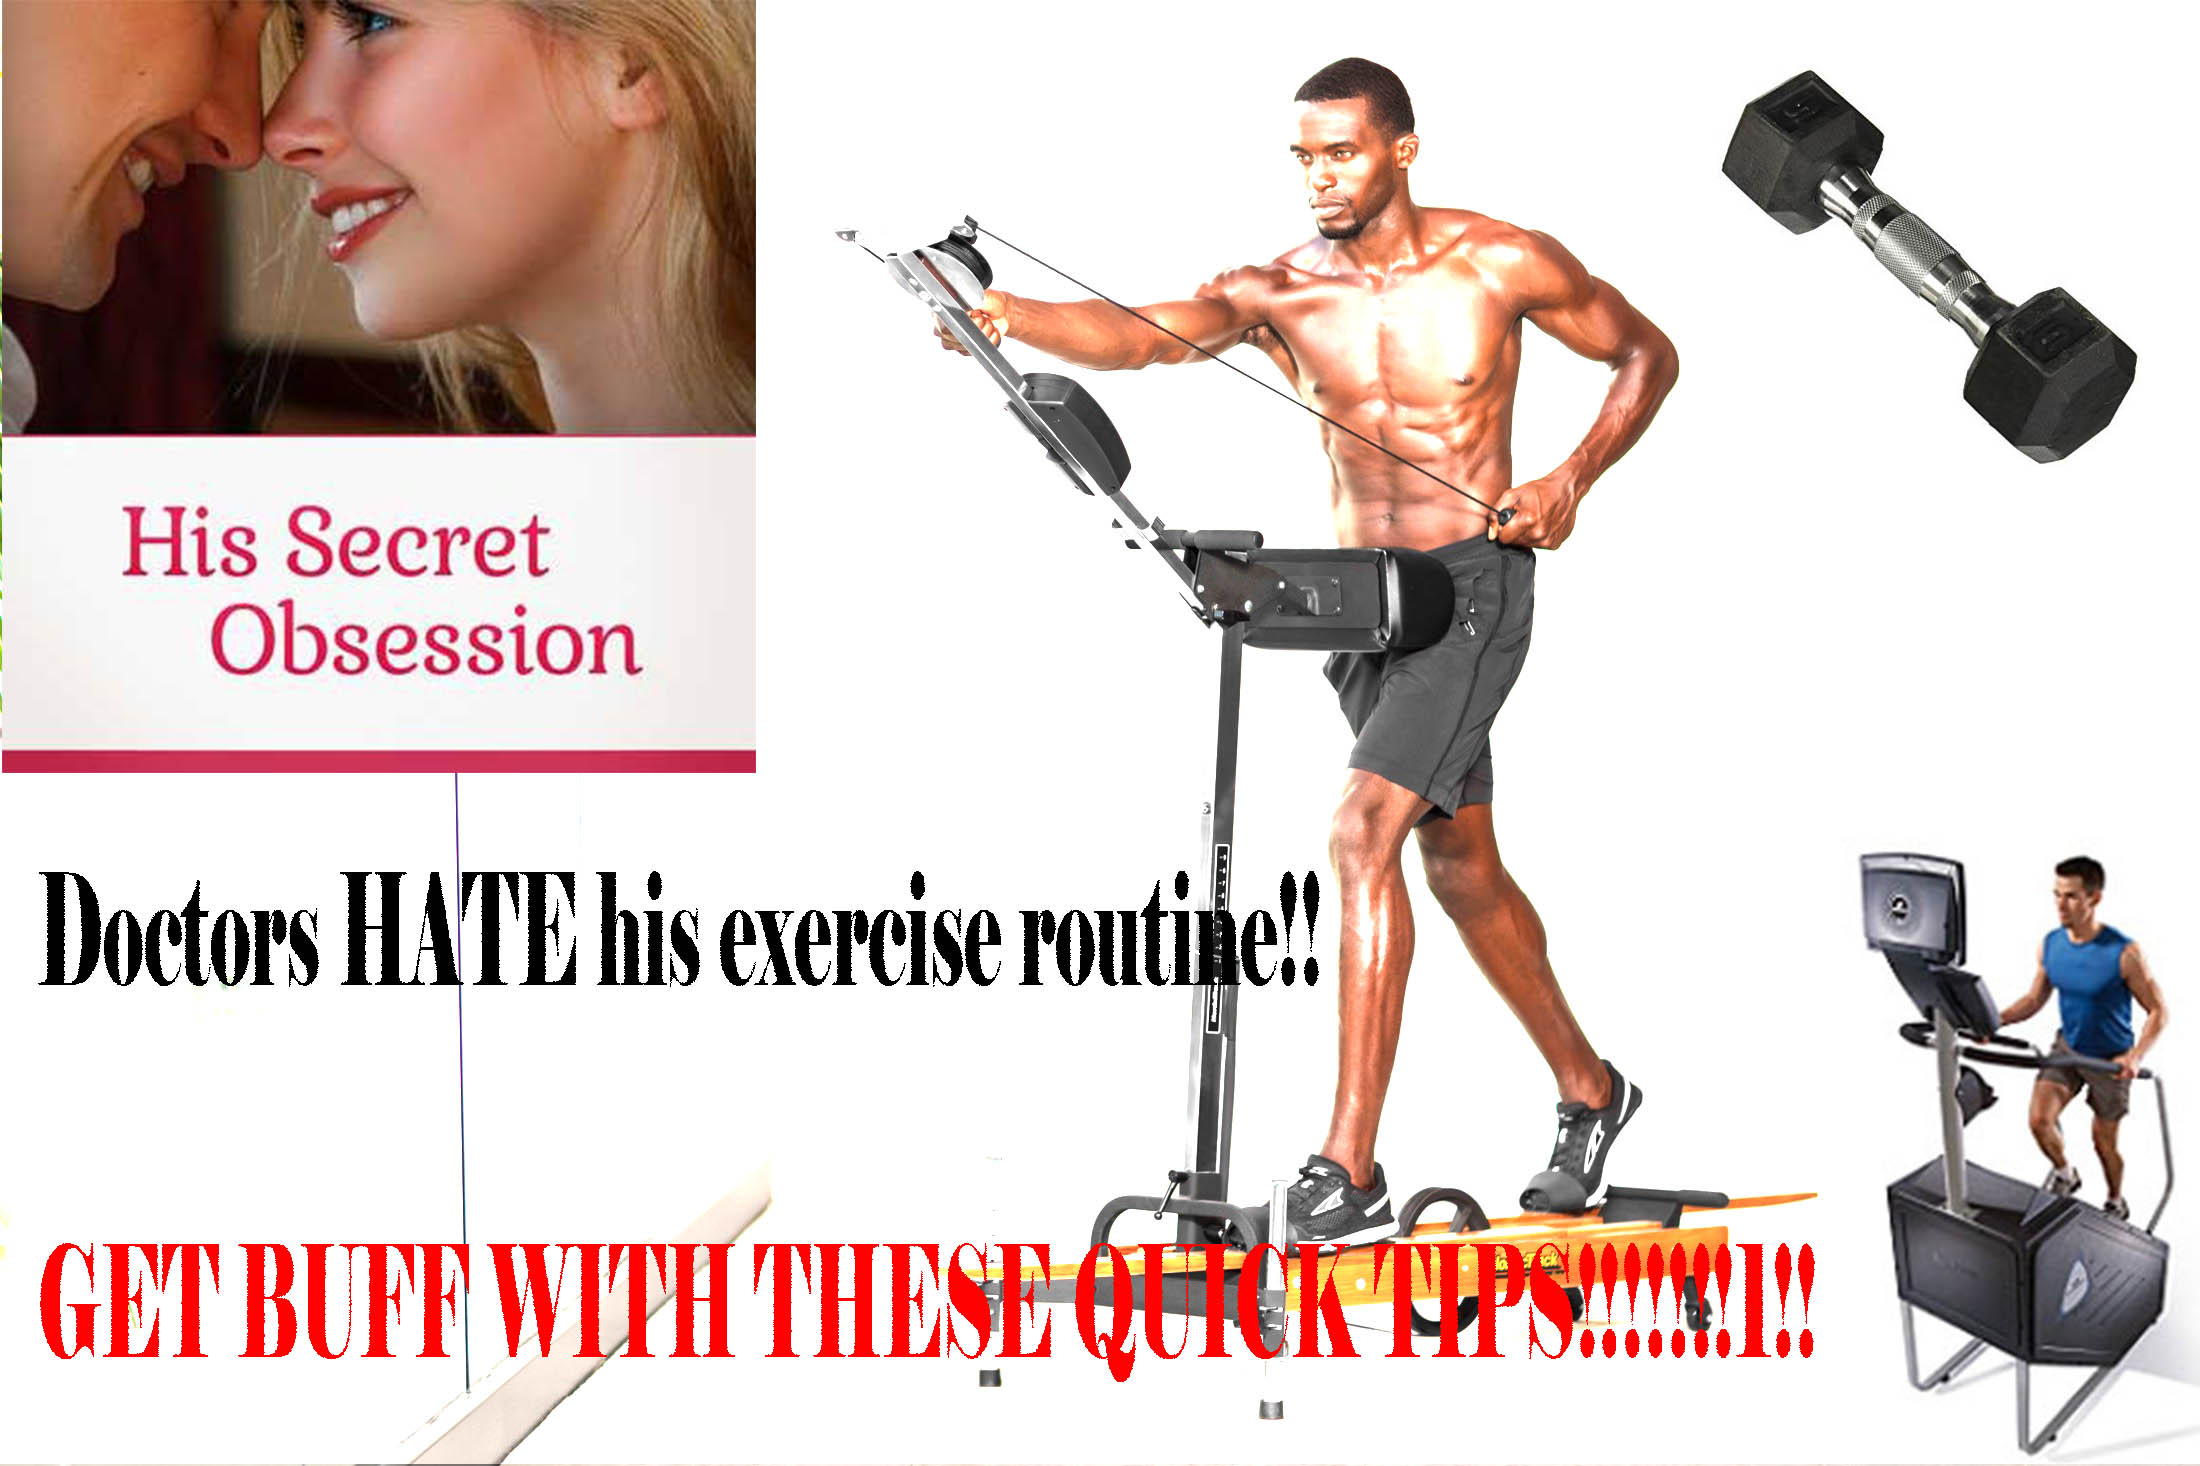 His Secret
Obsession
Doctors HATE his exercise routine!!
GET BUFF WITH THESE QUICK TIPS!!!!!!!1!!